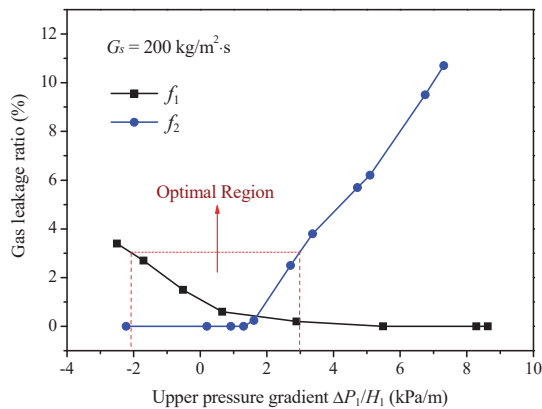 12
10
8
6
4
2
0
Gas leakage ratio (%)
Gs = 200 kg/m²·s
f₁
f₂
Optimal Region
-4 -2 0 2 4 6 8 10
Upper pressure gradient ΔP₁/H₁ (kPa/m)